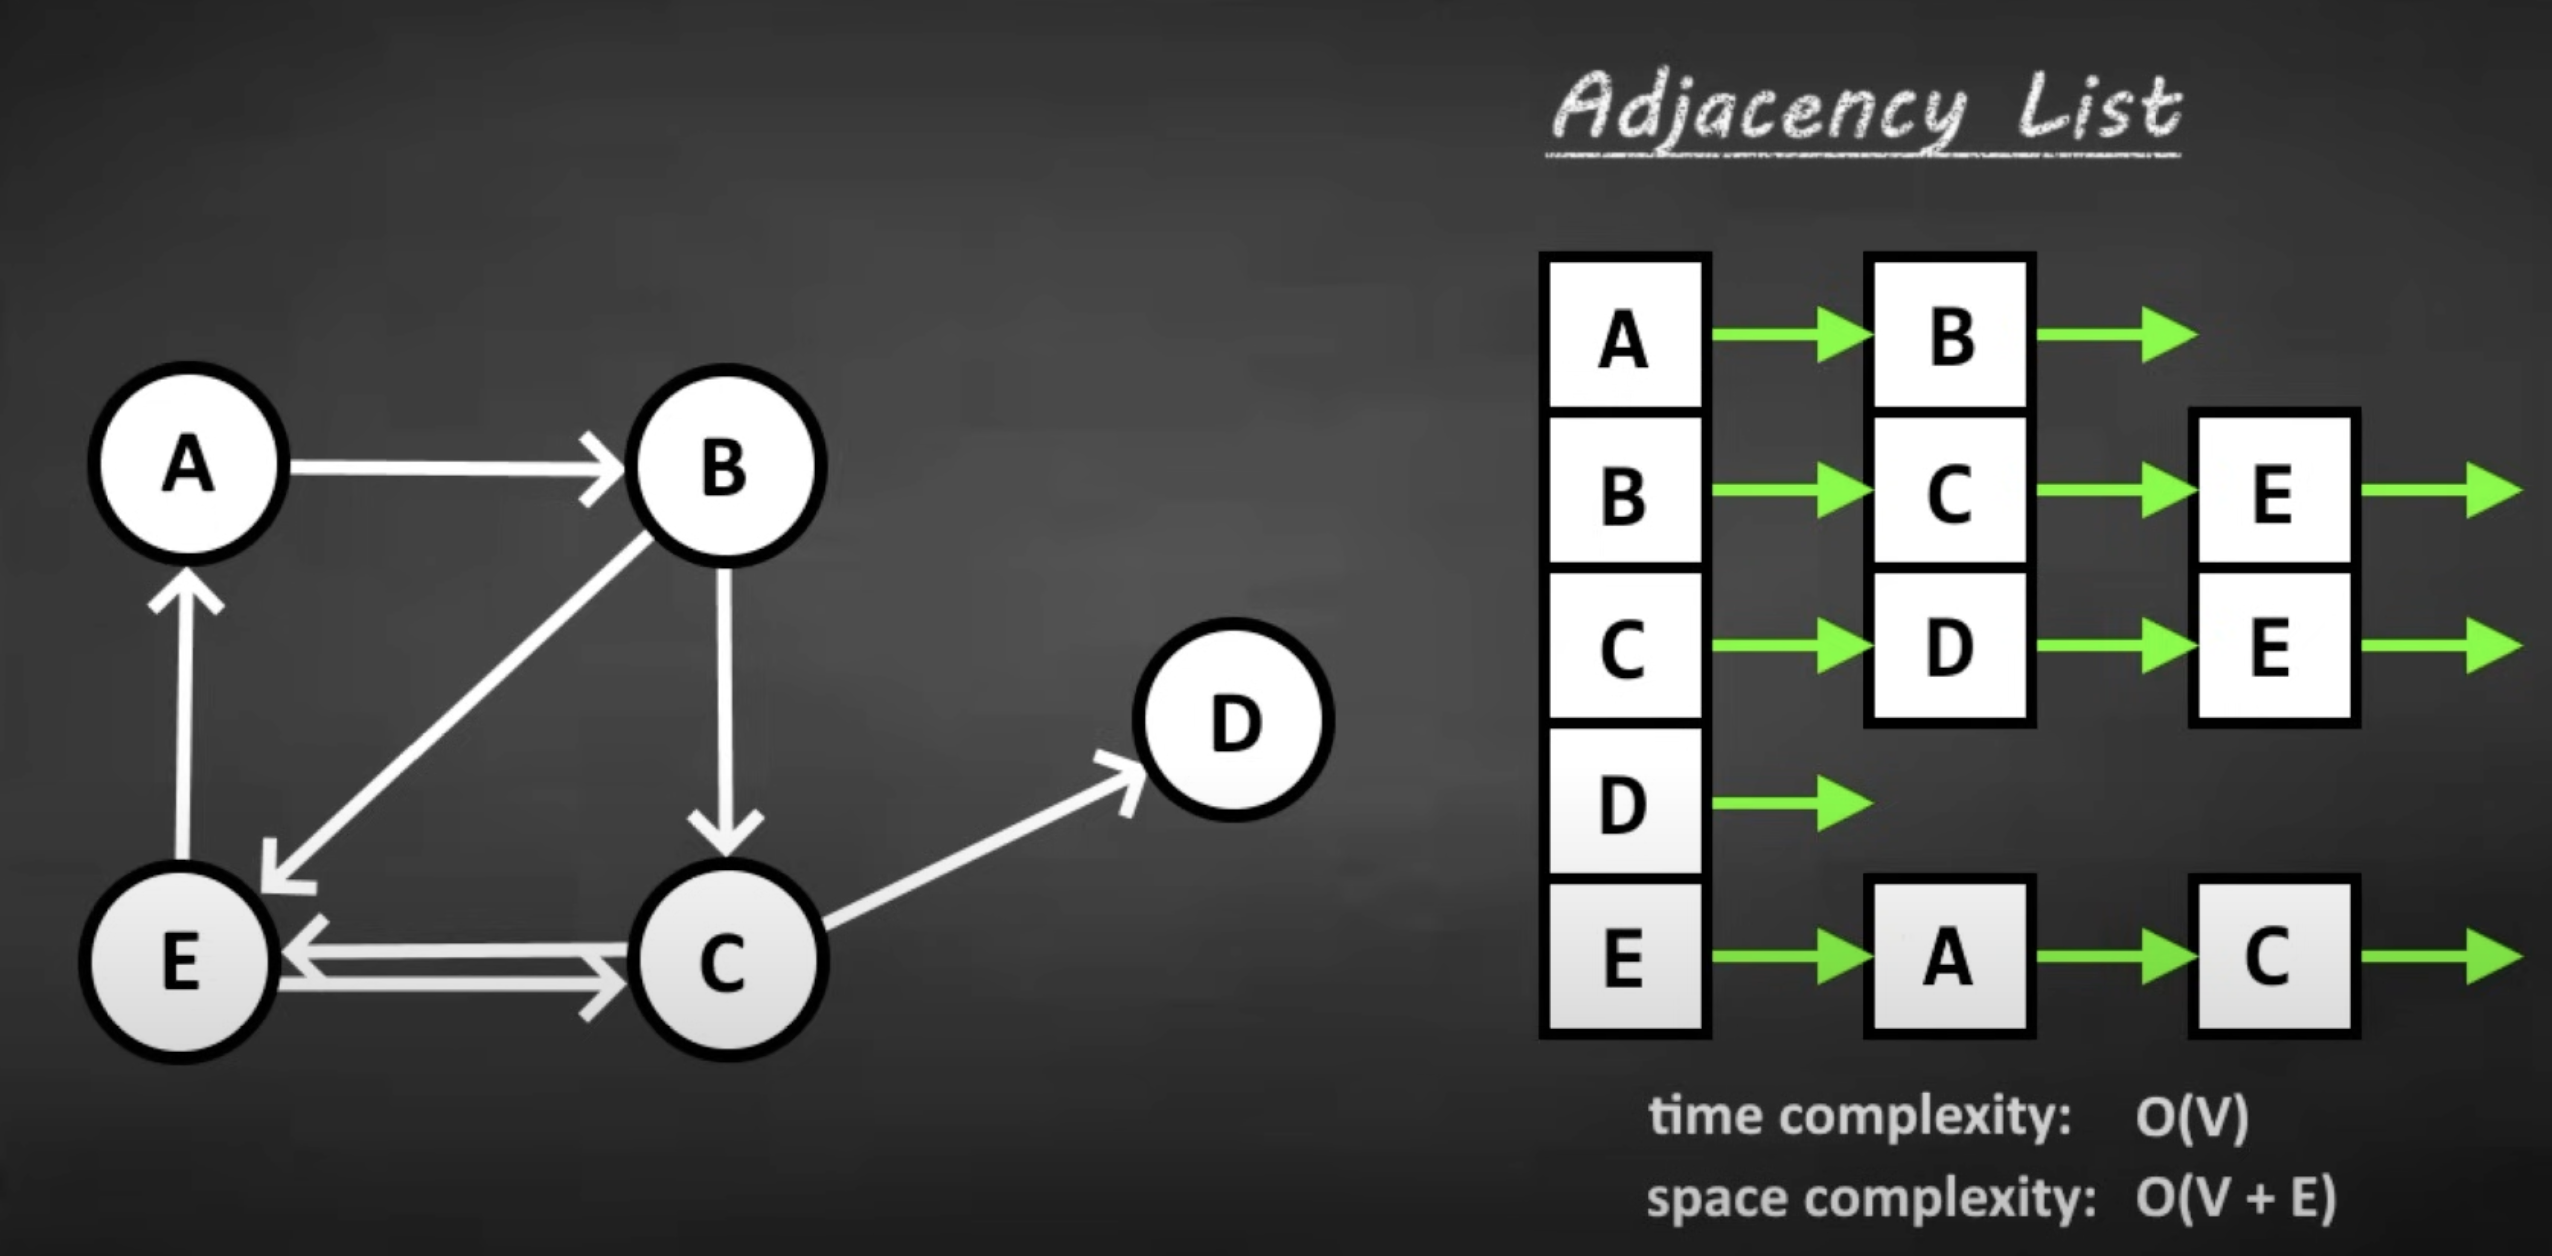 Adjacency List
A B
B C E
C D E
D
E A C
A B
D
E C
time complexity: O(V)
space complexity: O(V + E)